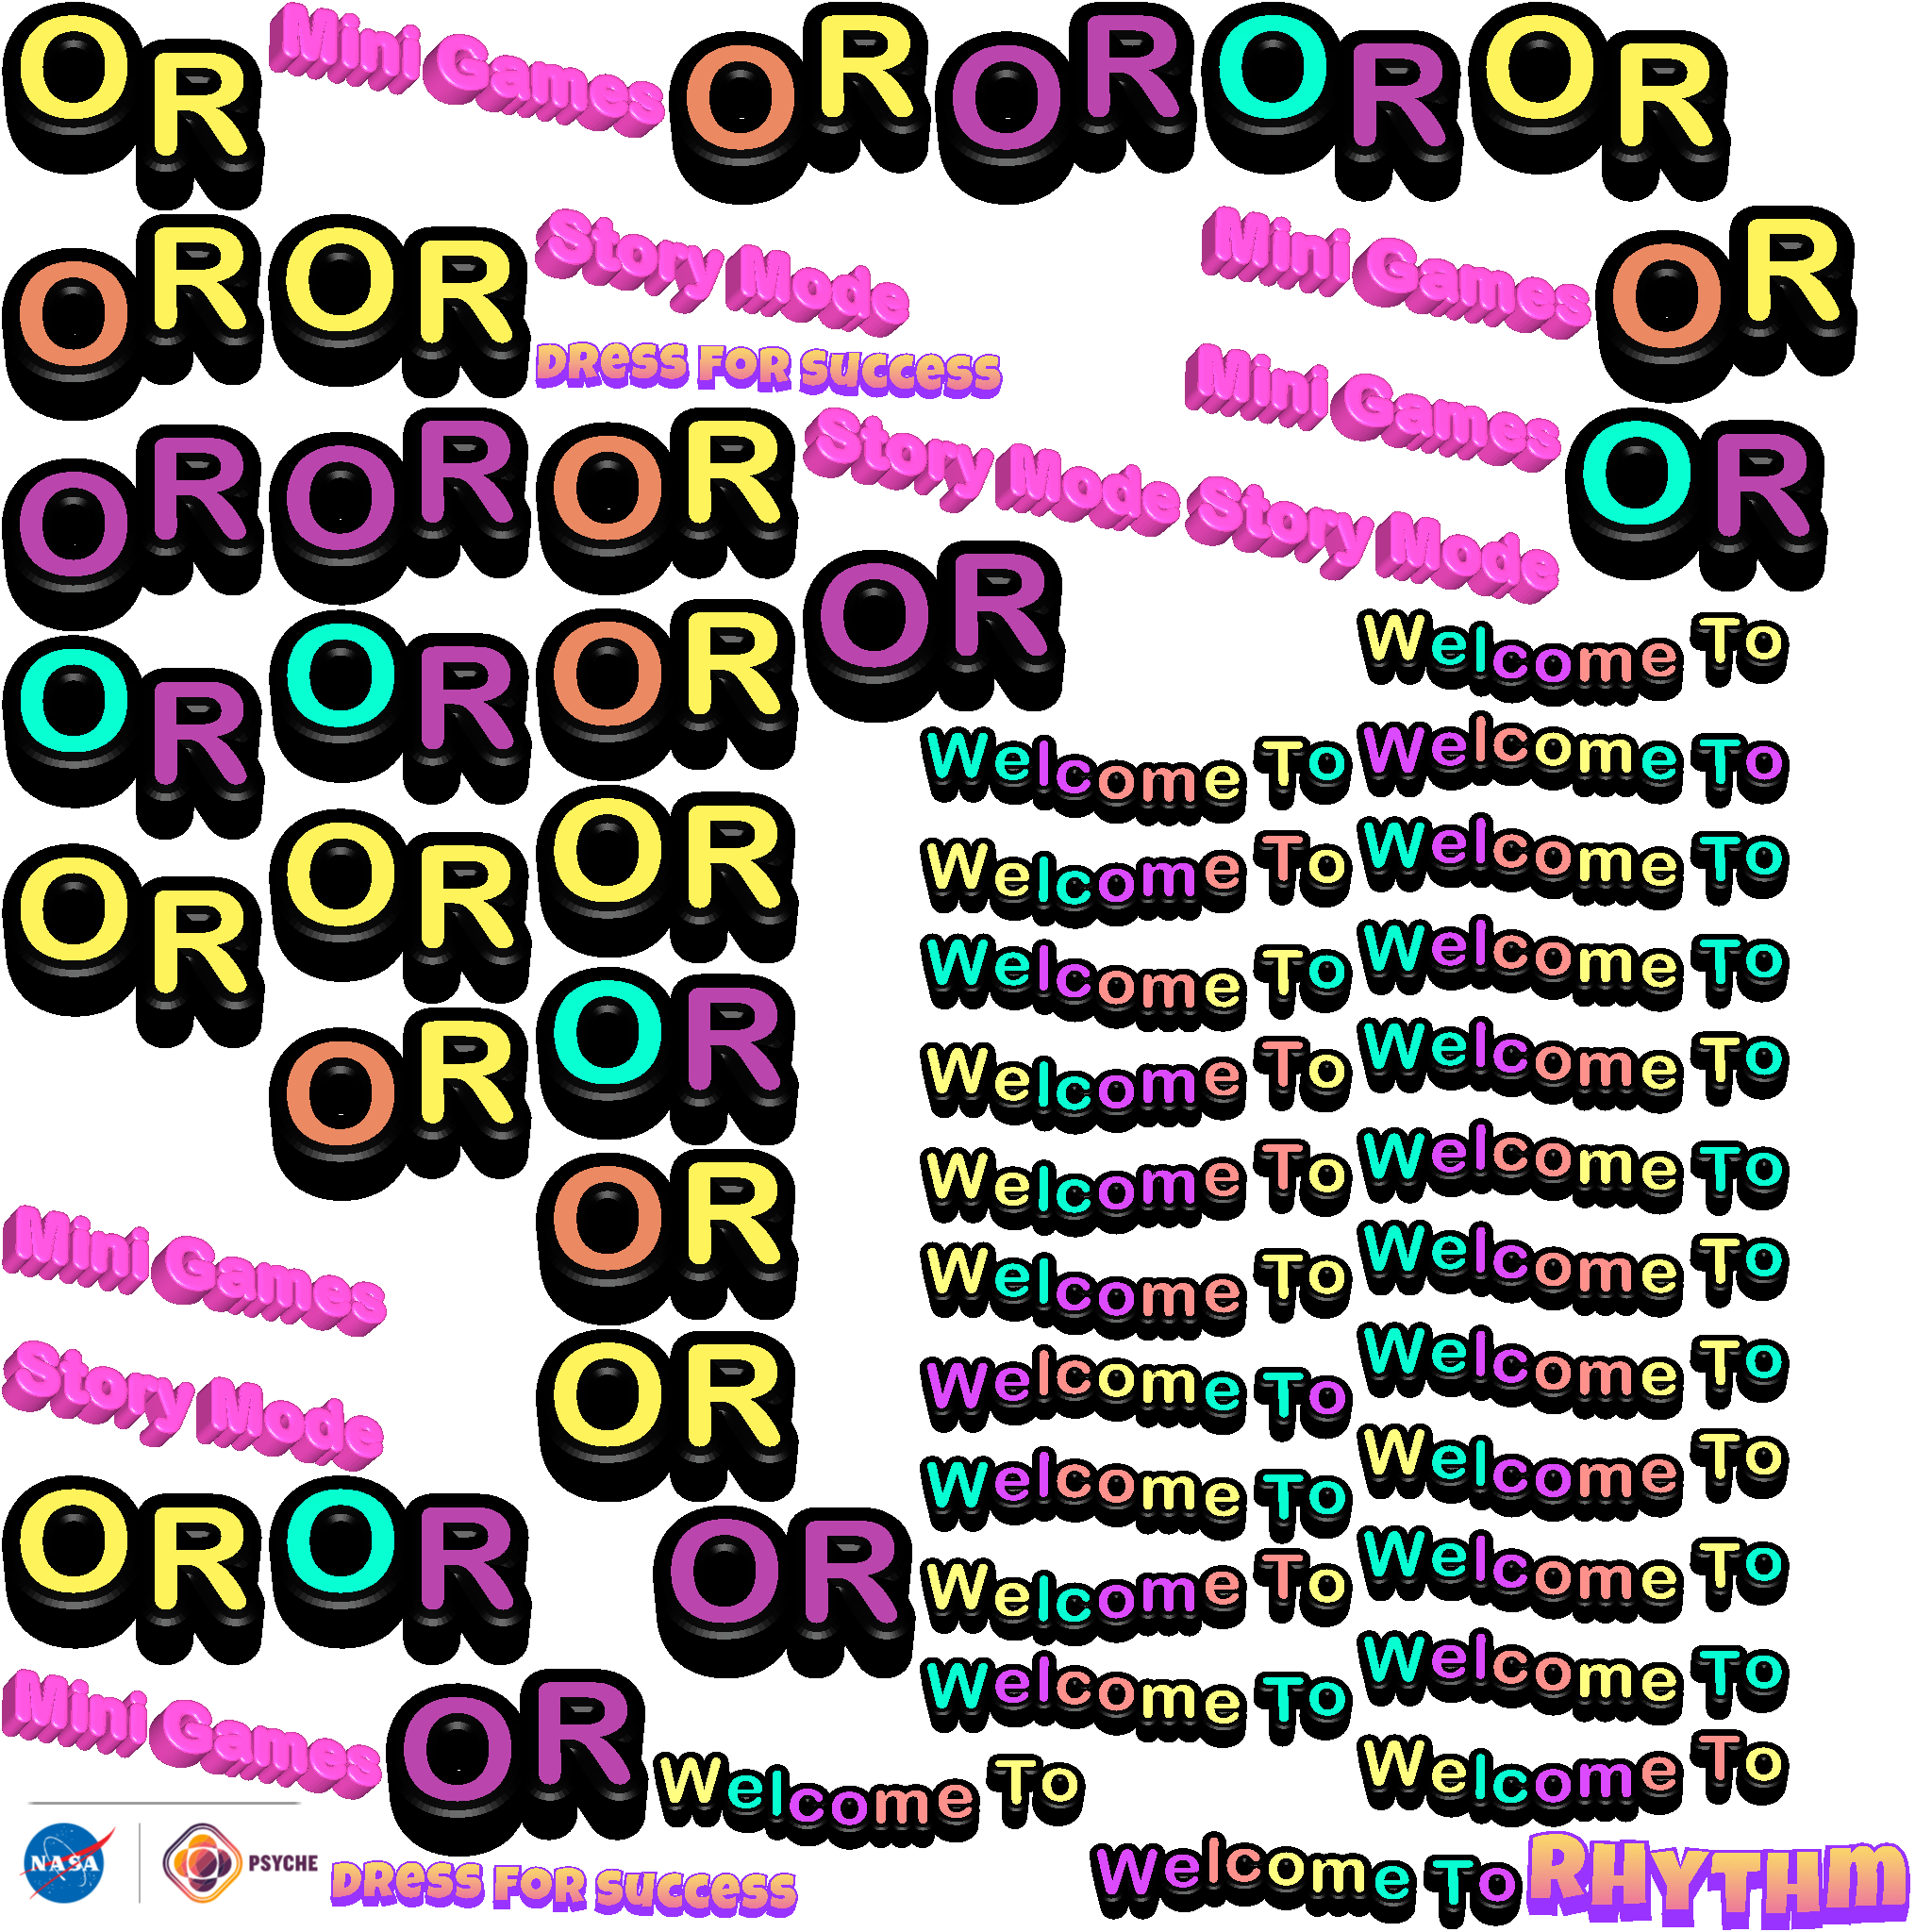 OR Mini Games OR OR OR OR
OR OR Story Mode Mini Games OR
DRESS FOR SUCCESS Mini Games
OR OR OR Story Mode Story Mode OR
OR
OR OR OR Welcome To
Welcome To Welcome To
OR OR OR Welcome To Welcome To
Welcome To Welcome To
OR OR Welcome To Welcome To
Welcome To Welcome To
Mini Games OR Welcome To Welcome To
Story Mode OR Welcome To Welcome To
Welcome To Welcome To
OR OR OR Welcome To Welcome To
Welcome To Welcome To
Mini Games OR Welcome To Welcome To
NASA PSYCHE DRESS FOR SUCCESS Welcome To RHYTHM